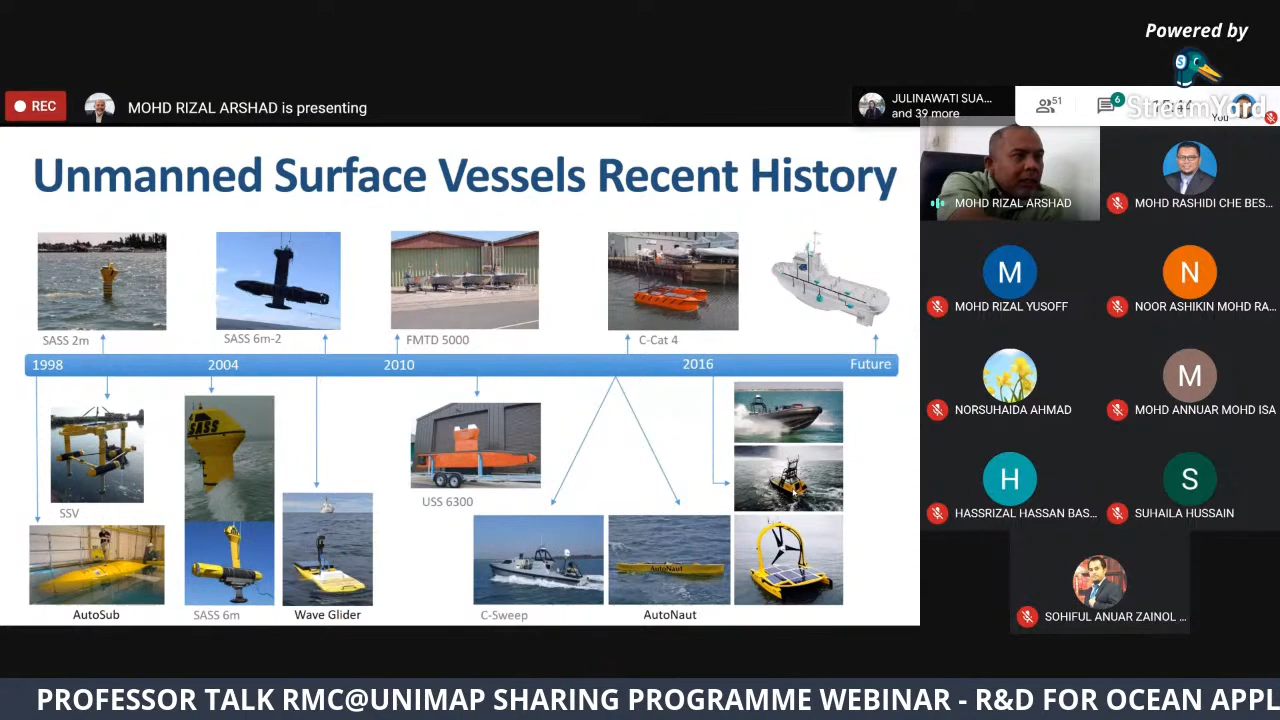 Powered by
StreamYard
REC
MOHD RIZAL ARSHAD is presenting
JULINAWATI SUA...
and 39 more
51
6
You
Unmanned Surface Vessels Recent History
SASS 2m
SASS 6m-2
FMTD 5000
C-Cat 4
1998
2004
2010
2016
Future
SASS
SSV
USS 6300
AutoNaut
AutoSub
SASS 6m
Wave Glider
C-Sweep
AutoNaut
MOHD RIZAL ARSHAD
MOHD RASHIDI CHE BES...
M
MOHD RIZAL YUSOFF
N
NOOR ASHIKIN MOHD RA...
NORSUHAIDA AHMAD
M
MOHD ANNUAR MOHD ISA
H
HASSRIZAL HASSAN BAS...
S
SUHAILA HUSSAIN
SOHIFUL ANUAR ZAINOL ...
PROFESSOR TALK RMC@UNIMAP SHARING PROGRAMME WEBINAR - R&D FOR OCEAN APPL